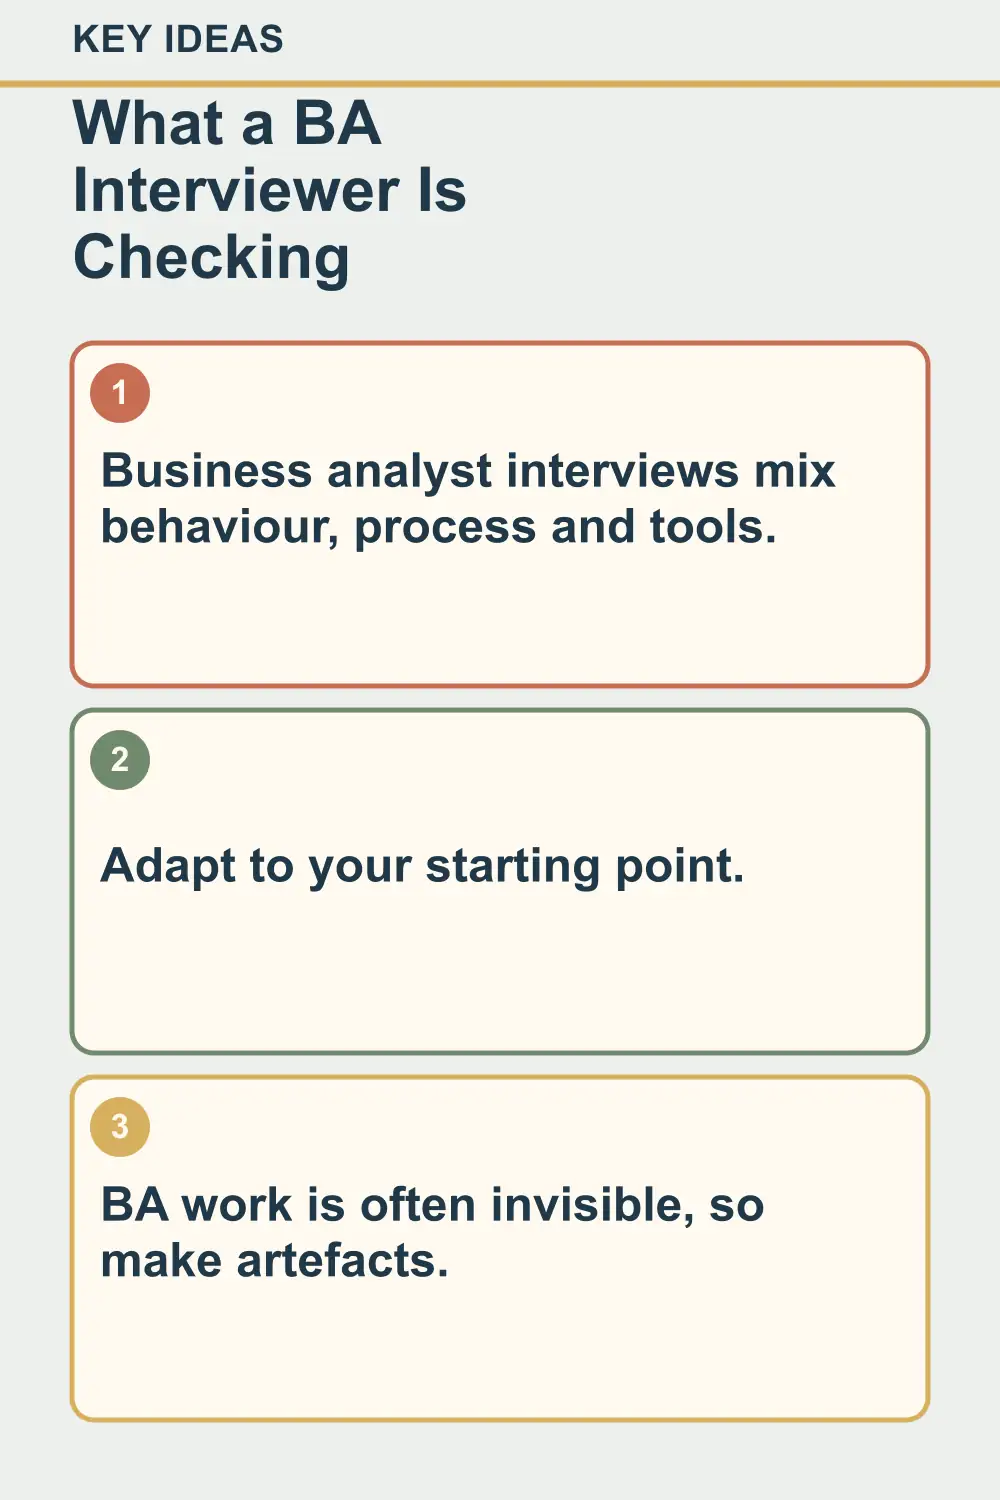 KEY IDEAS
What a BA
Interviewer Is
Checking
1
Business analyst interviews mix
behaviour, process and tools.
2
Adapt to your starting point.
3
BA work is often invisible, so
make artefacts.